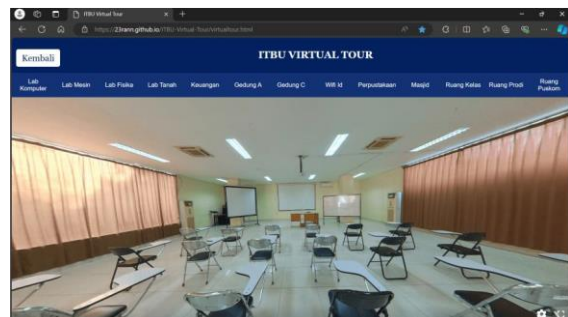 ITBU Virtual Tour
https://23rann.github.io/ITBU-Virtual-Tour/virtualtour.html
Kembali
ITBU VIRTUAL TOUR
Lab Komputer
Lab Mesin
Lab Fisika
Lab Tanah
Keuangan
Gedung A
Gedung C
Wifi Id
Perpustakaan
Masjid
Ruang Kelas
Ruang Prodi
Ruang Puskom